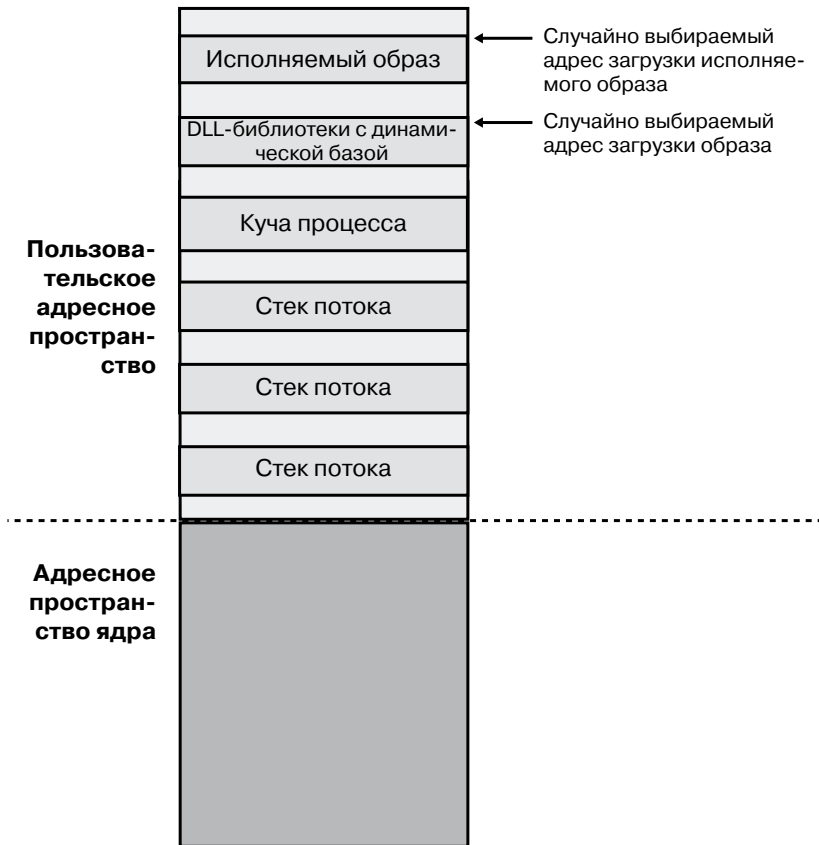 Исполняемый образ
Случайно выбираемый
адрес загрузки исполняе-
мого образа
DLL-библиотеки с динами-
ческой базой
Случайно выбираемый
адрес загрузки образа
Куча процесса
Пользова-
тельское
адресное
простран-
ство
Стек потока
Стек потока
Стек потока
Адресное
простран-
ство ядра